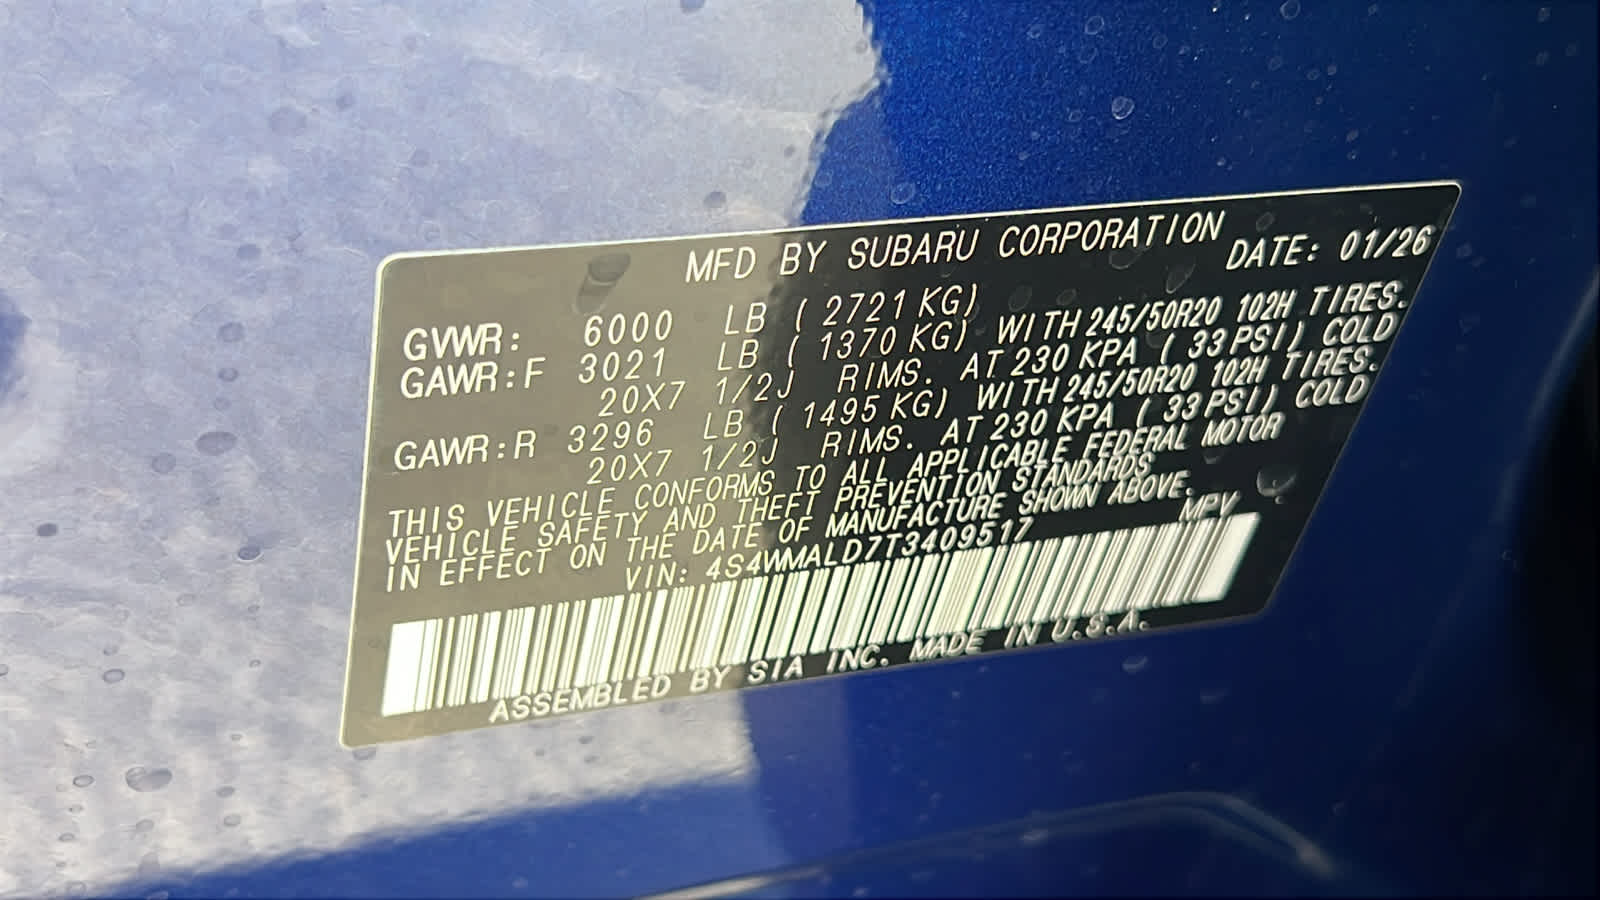 MFD BY SUBARU CORPORATION
DATE: 01/26
GVWR: 6000 LB ( 2721 KG)
GAWR:F 3021 LB ( 1370 KG) WITH 245/50R20 102H TIRES.
20X7 1/2J RIMS. AT 230 KPA ( 33 PSI) COLD
GAWR:R 3296 LB ( 1495 KG) WITH 245/50R20 102H TIRES.
20X7 1/2J RIMS. AT 230 KPA ( 33 PSI) COLD
THIS VEHICLE CONFORMS TO ALL APPLICABLE FEDERAL MOTOR
VEHICLE SAFETY AND THEFT PREVENTION STANDARDS
IN EFFECT ON THE DATE OF MANUFACTURE SHOWN ABOVE.
VIN: 4S4WMALD7T3409517 MPV
ASSEMBLED BY SIA INC. MADE IN U.S.A.